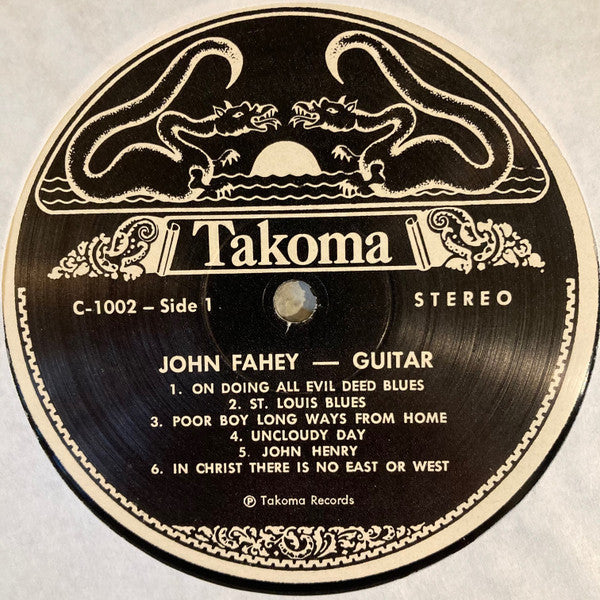 Takoma
C-1002 – Side 1
STEREO
JOHN FAHEY — GUITAR
1. ON DOING ALL EVIL DEED BLUES
2. ST. LOUIS BLUES
3. POOR BOY LONG WAYS FROM HOME
4. UNCLOUDY DAY
5. JOHN HENRY
6. IN CHRIST THERE IS NO EAST OR WEST
℗ Takoma Records